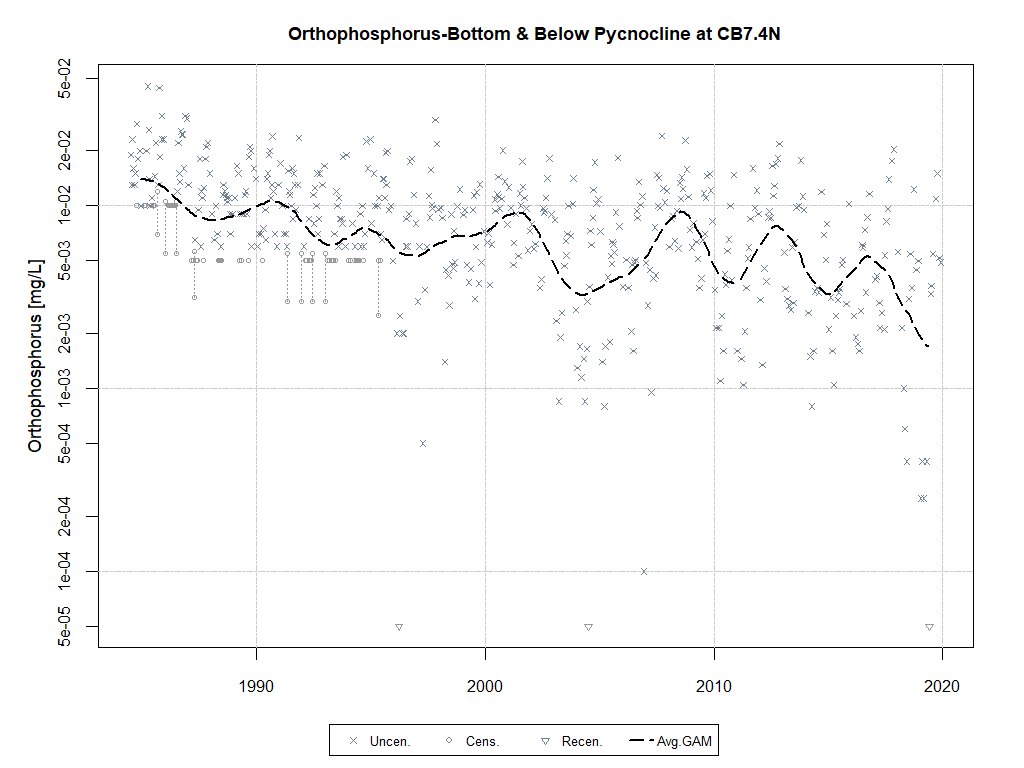 Orthophosphorus-Bottom & Below Pycnocline at CB7.4N
Orthophosphorus [mg/L]
5e-02
2e-02
1e-02
5e-03
2e-03
1e-03
5e-04
2e-04
1e-04
5e-05
1990 2000 2010 2020
Uncen. Cens. Recen. Avg.GAM